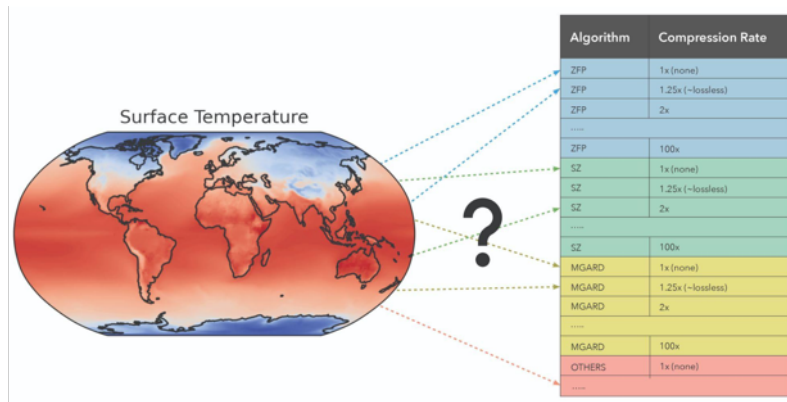 Surface Temperature
?
Algorithm Compression Rate
ZFP 1x (none)
ZFP 1.25x (~lossless)
ZFP 2x
.....
ZFP 100x
SZ 1x (none)
SZ 1.25x (~lossless)
SZ 2x
.....
SZ 100x
MGARD 1x (none)
MGARD 1.25x (~lossless)
MGARD 2x
.....
MGARD 100x
OTHERS 1x (none)
.....